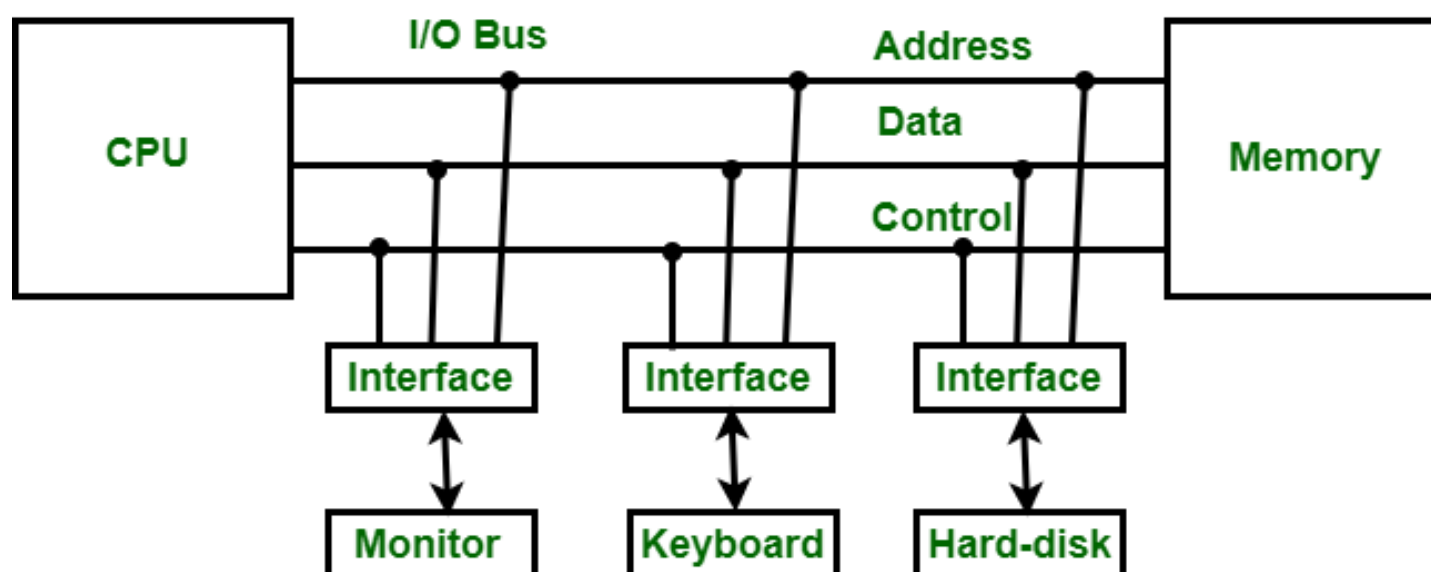 I/O Bus
Address
Data
CPU
Memory
Control
Interface
Interface
Interface
Monitor
Keyboard
Hard-disk